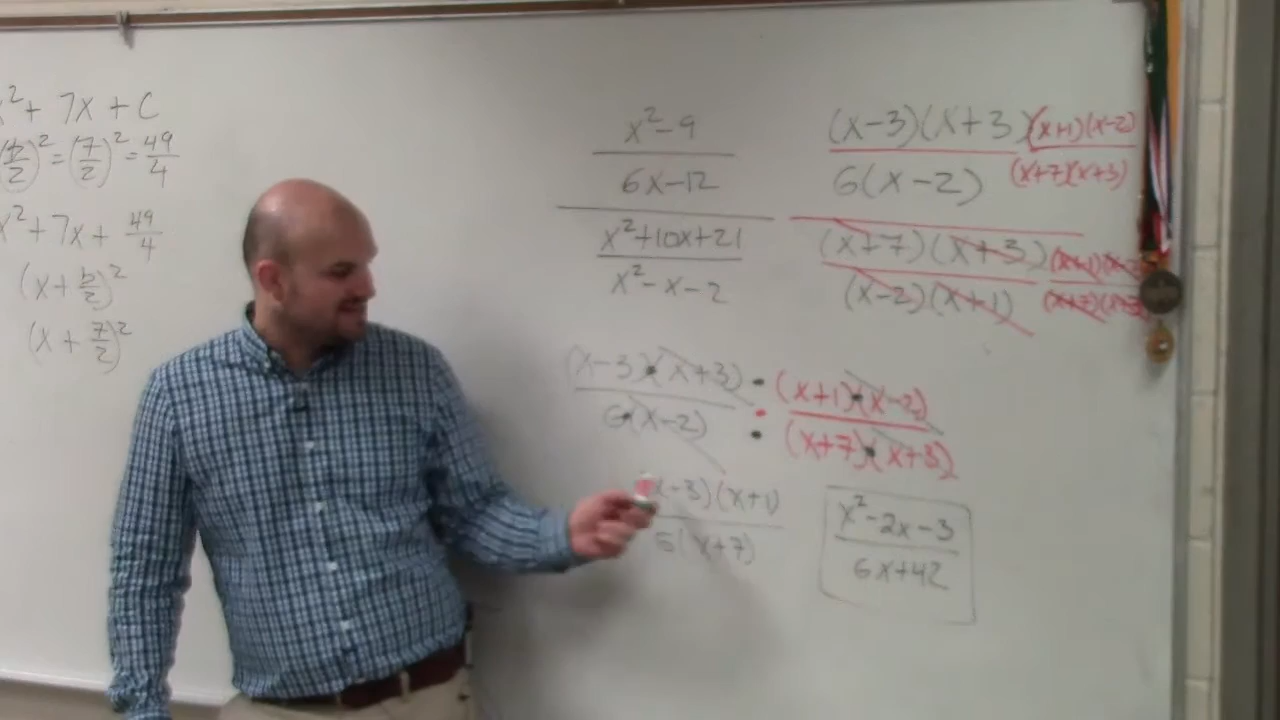 x² + 7x + C
(b/2)² = (7/2)² = 49/4
x² + 7x + 49/4
(x + b/2)²
(x + 7/2)²
x² - 9
6x - 12
x² + 10x + 21
x² - x - 2
(x-3)(x+3)(x+1)(x-2)
6(x-2) (x+7)(x+3)
(x+7)(x+3)
(x-2)(x+1)
(x-3)·(x+3) · (x+1)·(x-2)
6·(x-2) · (x+7)·(x+3)
(x-3)(x+1)
6(x+7)
x² - 2x - 3
6x + 42